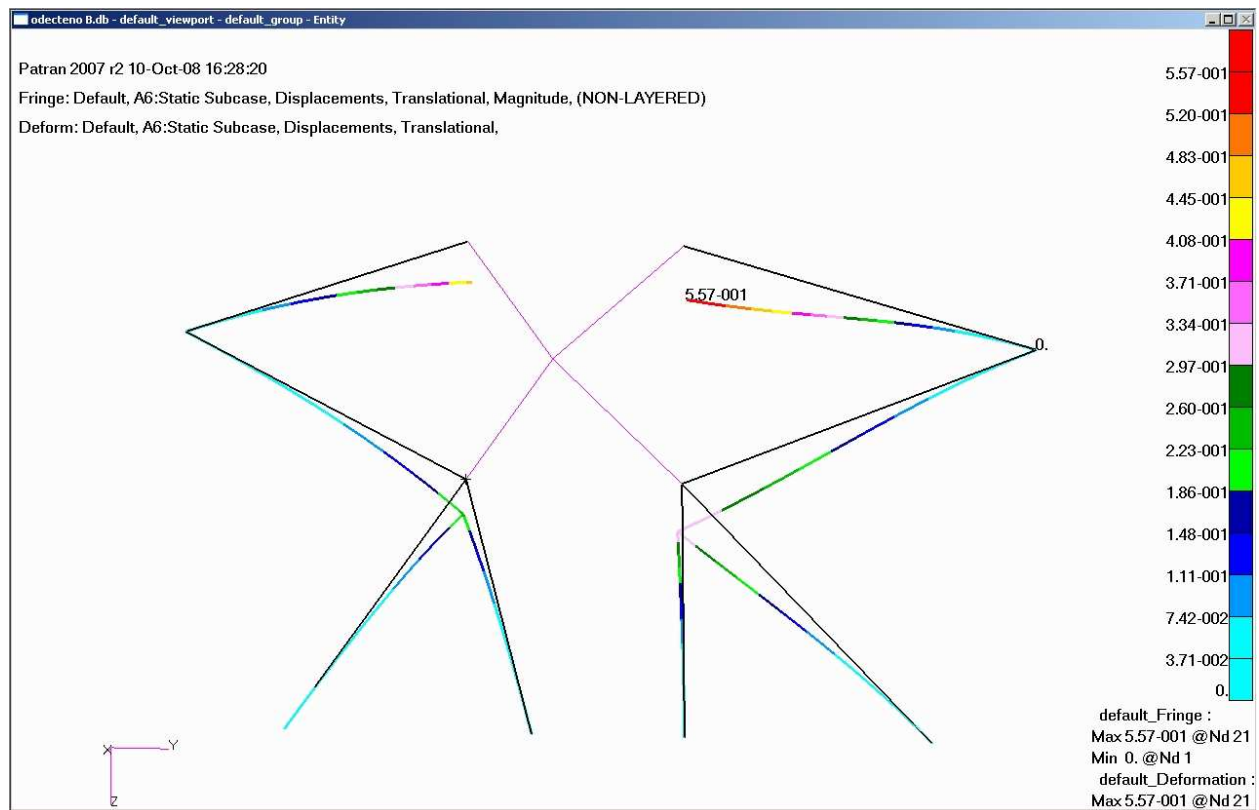 odecteno B.db - default_viewport - default_group - Entity
Patran 2007 r2 10-Oct-08 16:28:20
Fringe: Default, A6:Static Subcase, Displacements, Translational, Magnitude, (NON-LAYERED)
Deform: Default, A6:Static Subcase, Displacements, Translational,
5.57-001
5.20-001
4.83-001
4.45-001
4.08-001
3.71-001
3.34-001
2.97-001
2.60-001
2.23-001
1.86-001
1.48-001
1.11-001
7.42-002
3.71-002
0.
5.57-001
0.
default_Fringe :
Max 5.57-001 @Nd 21
Min 0. @Nd 1
default_Deformation :
Max 5.57-001 @Nd 21
X
Y
Z